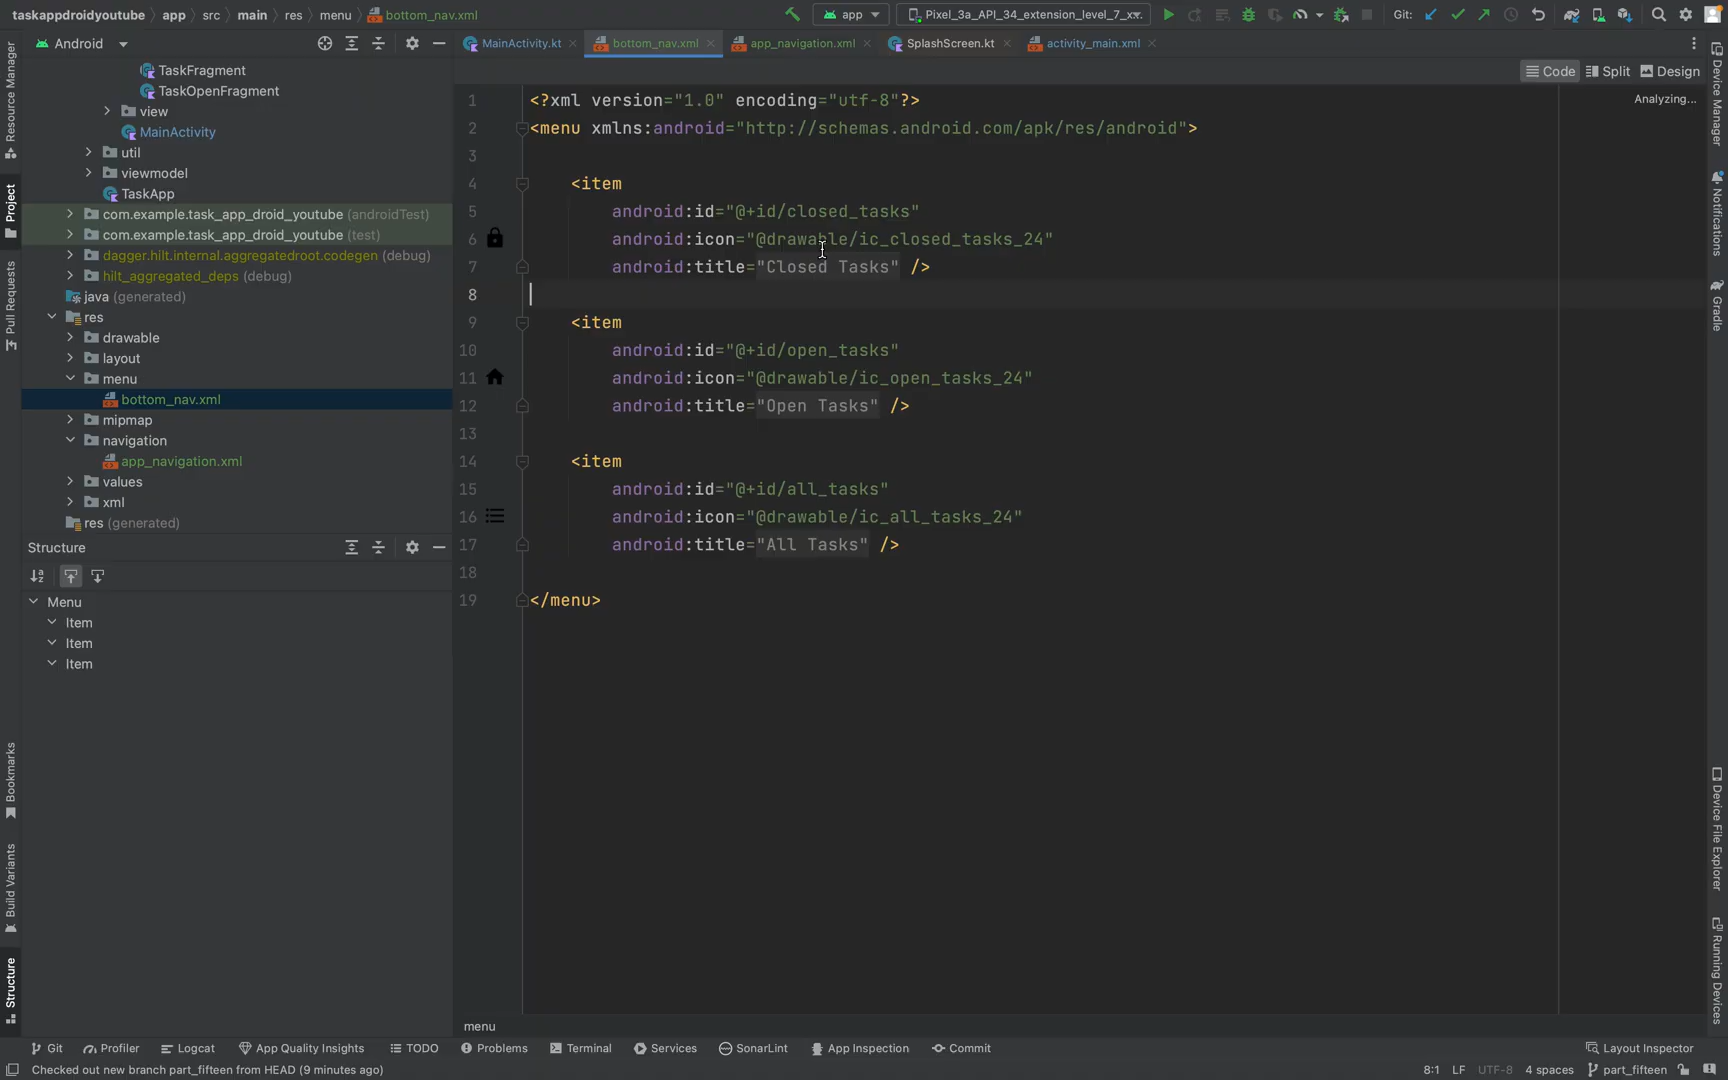 taskappdroidyoutube app src main res menu bottom_nav.xml app Pixel_3a_API_34_extension_level_7_x Git:
Android MainActivity.kt bottom_nav.xml app_navigation.xml SplashScreen.kt activity_main.xml
Code Split Design
Analyzing...
Resource Manager
Project
Pull Requests
Bookmarks
Build Variants
Structure
TaskFragment
TaskOpenFragment
view
MainActivity
util
viewmodel
TaskApp
com.example.task_app_droid_youtube (androidTest)
com.example.task_app_droid_youtube (test)
dagger.hilt.internal.aggregatedroot.codegen (debug)
hilt_aggregated_deps (debug)
java (generated)
res
drawable
layout
menu
bottom_nav.xml
mipmap
navigation
app_navigation.xml
values
xml
res (generated)
Structure
Menu
Item
Item
Item
1 <?xml version="1.0" encoding="utf-8"?>
2 <menu xmlns:android="http://schemas.android.com/apk/res/android">
3
4 <item
5 android:id="@+id/closed_tasks"
6 android:icon="@drawable/ic_closed_tasks_24"
7 android:title="Closed Tasks" />
8
9 <item
10 android:id="@+id/open_tasks"
11 android:icon="@drawable/ic_open_tasks_24"
12 android:title="Open Tasks" />
13
14 <item
15 android:id="@+id/all_tasks"
16 android:icon="@drawable/ic_all_tasks_24"
17 android:title="All Tasks" />
18
19 </menu>
menu
Device Manager
Notifications
Gradle
Device File Explorer
Running Devices
Git Profiler Logcat App Quality Insights TODO Problems Terminal Services SonarLint App Inspection Commit Layout Inspector
Checked out new branch part_fifteen from HEAD (9 minutes ago) 8:1 LF UTF-8 4 spaces part_fifteen